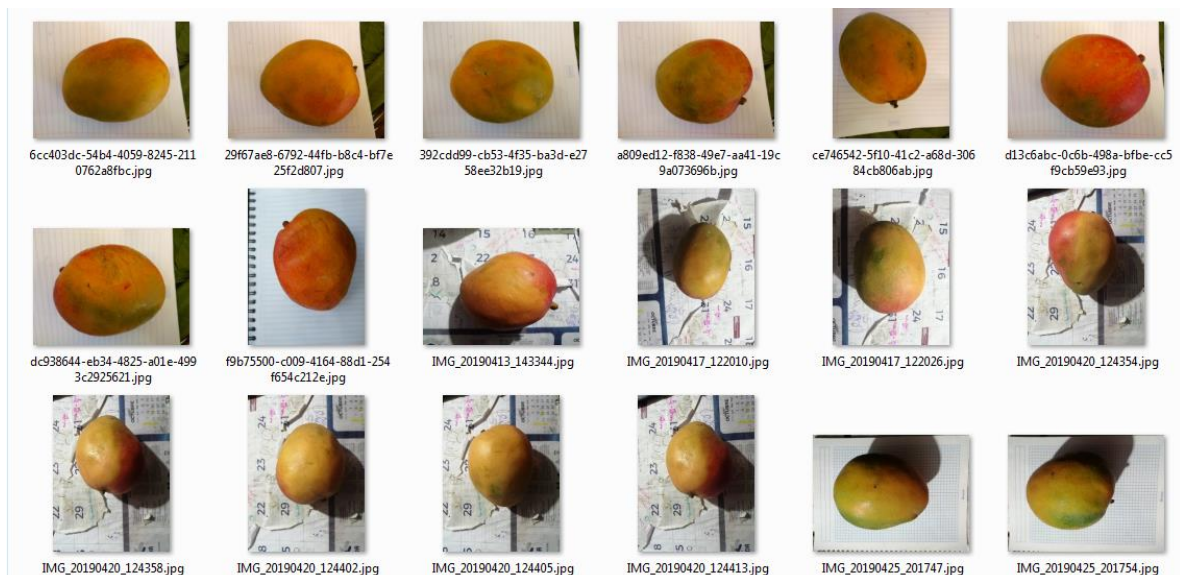 6cc403dc-54b4-4059-8245-211
0762a8fbc.jpg
29f67ae8-6792-44fb-b8c4-bf7e
25f2d807.jpg
392cdd99-cb53-4f35-ba3d-e27
58ee32b19.jpg
a809ed12-f838-49e7-aa41-19c
9a073696b.jpg
ce746542-5f10-41c2-a68d-306
84cb806ab.jpg
d13c6abc-0c6b-498a-bfbe-cc5
f9cb59e93.jpg
dc938644-eb34-4825-a01e-499
3c2925621.jpg
f9b75500-c009-4164-88d1-254
f654c212e.jpg
IMG_20190413_143344.jpg
IMG_20190417_122010.jpg
IMG_20190417_122026.jpg
IMG_20190420_124354.jpg
IMG_20190420_124358.jpg
IMG_20190420_124402.jpg
IMG_20190420_124405.jpg
IMG_20190420_124413.jpg
IMG_20190425_201747.jpg
IMG_20190425_201754.jpg